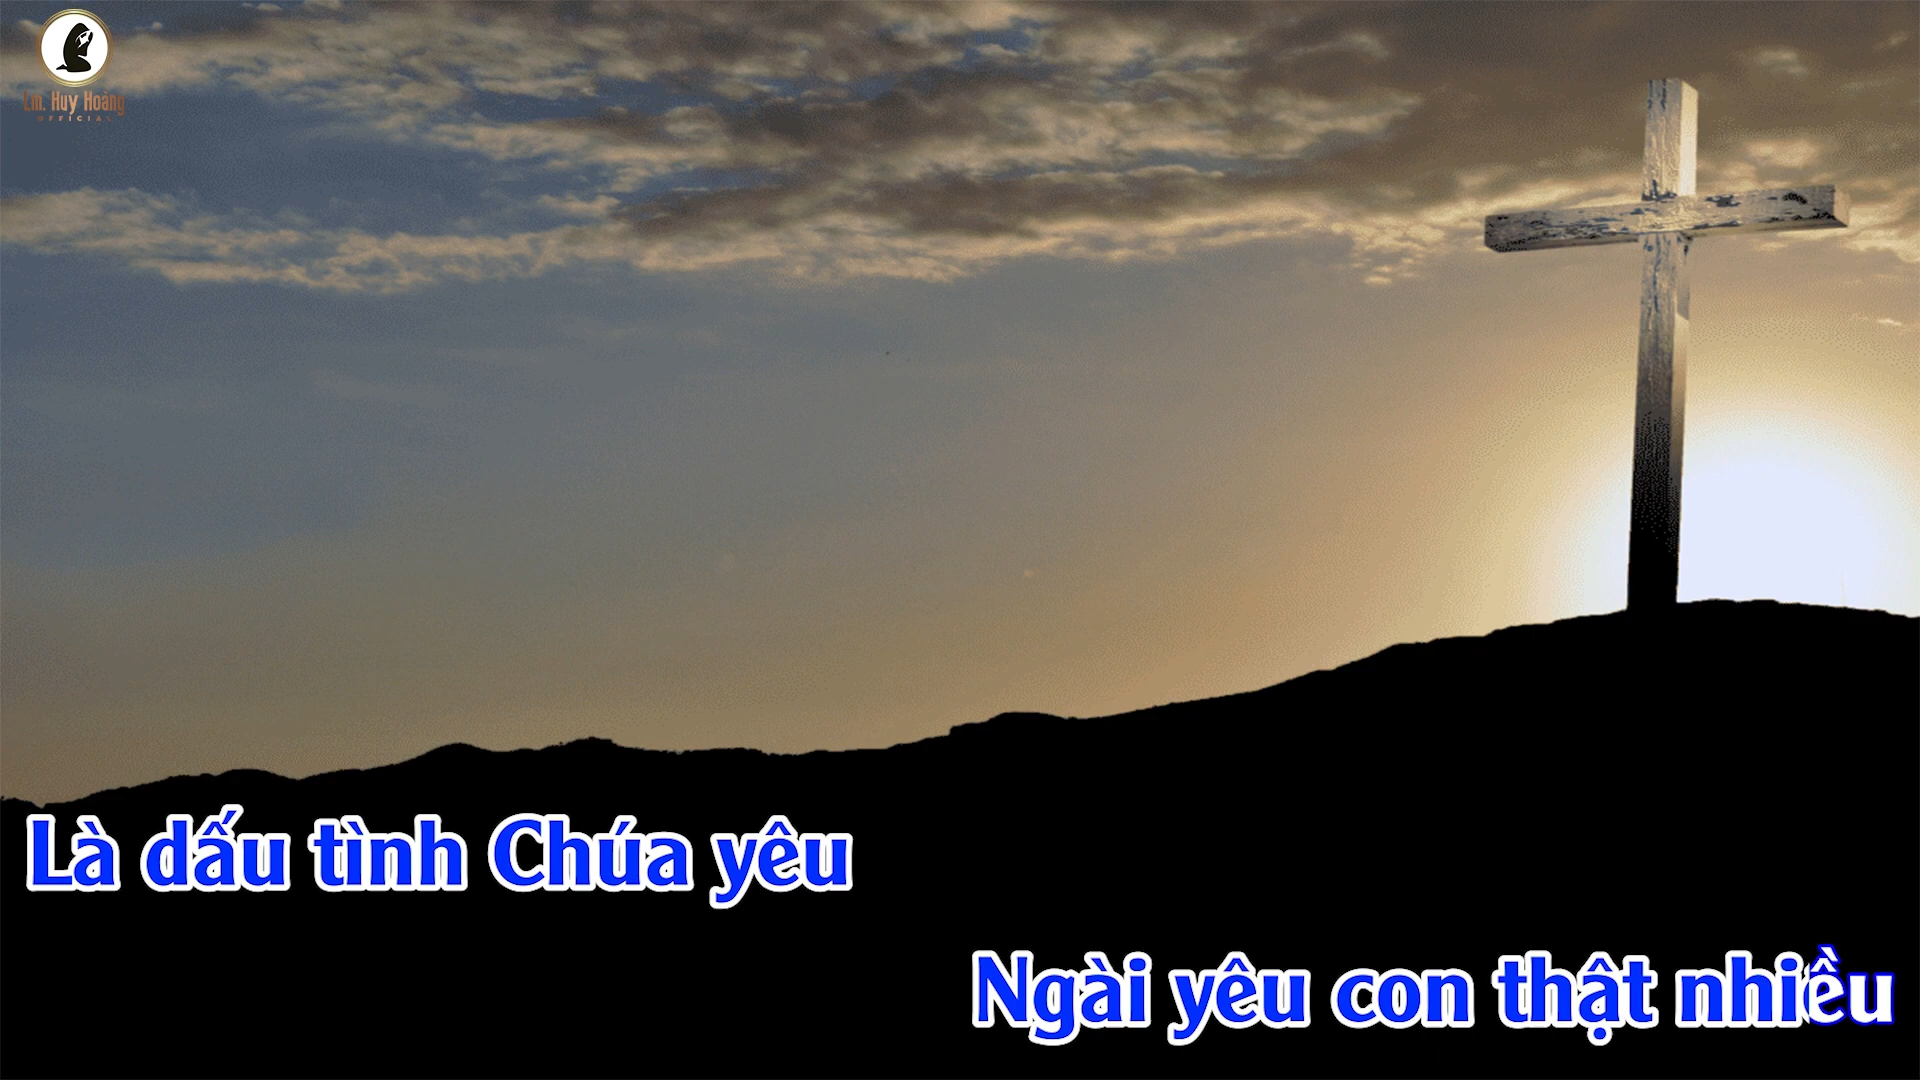 Lm. Huy Hoàng
OFFICIAL
Là dấu tình Chúa yêu
Ngài yêu con thật nhiều